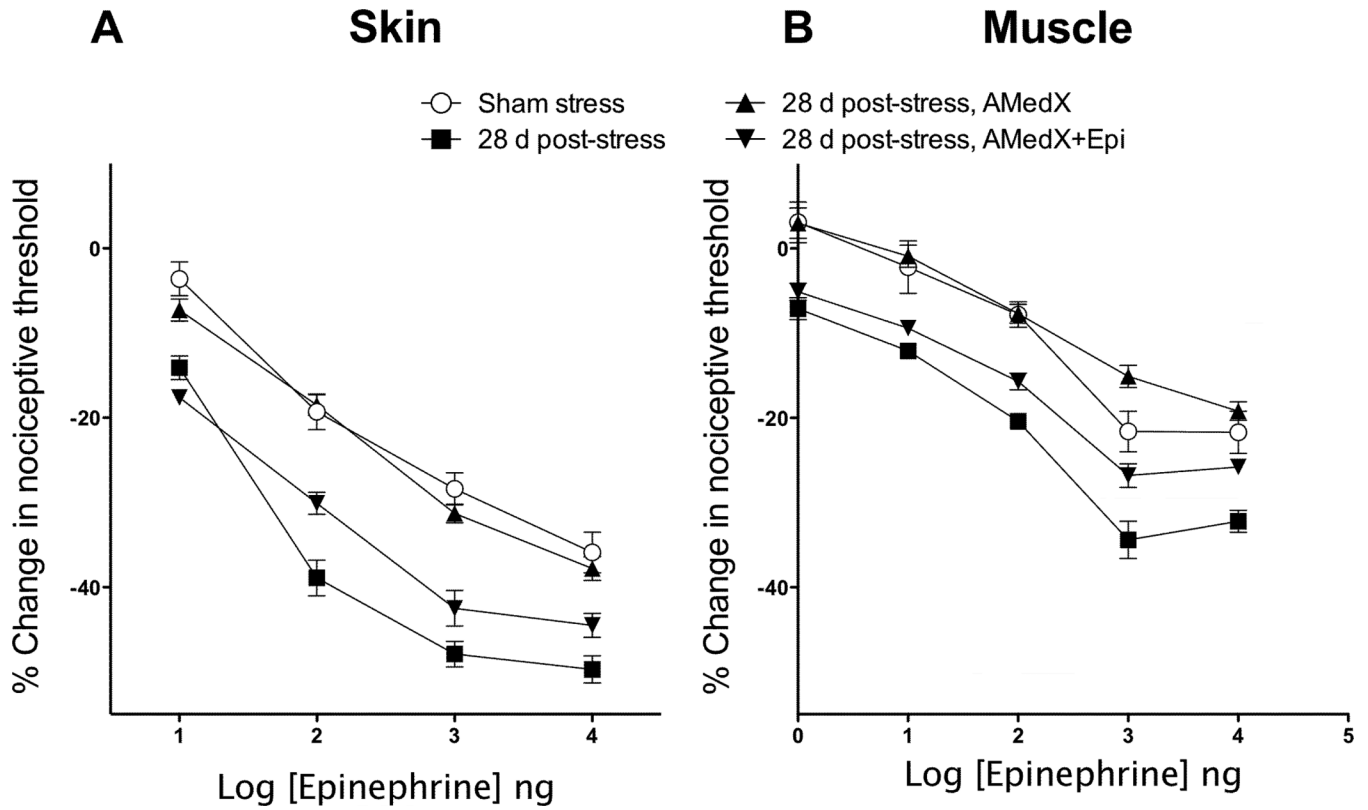 A Skin
B Muscle
Sham stress
28 d post-stress
28 d post-stress, AMedX
28 d post-stress, AMedX+Epi
% Change in nociceptive threshold
0
-20
-40
1 2 3 4
Log [Epinephrine] ng
% Change in nociceptive threshold
0
-20
-40
0 1 2 3 4 5
Log [Epinephrine] ng